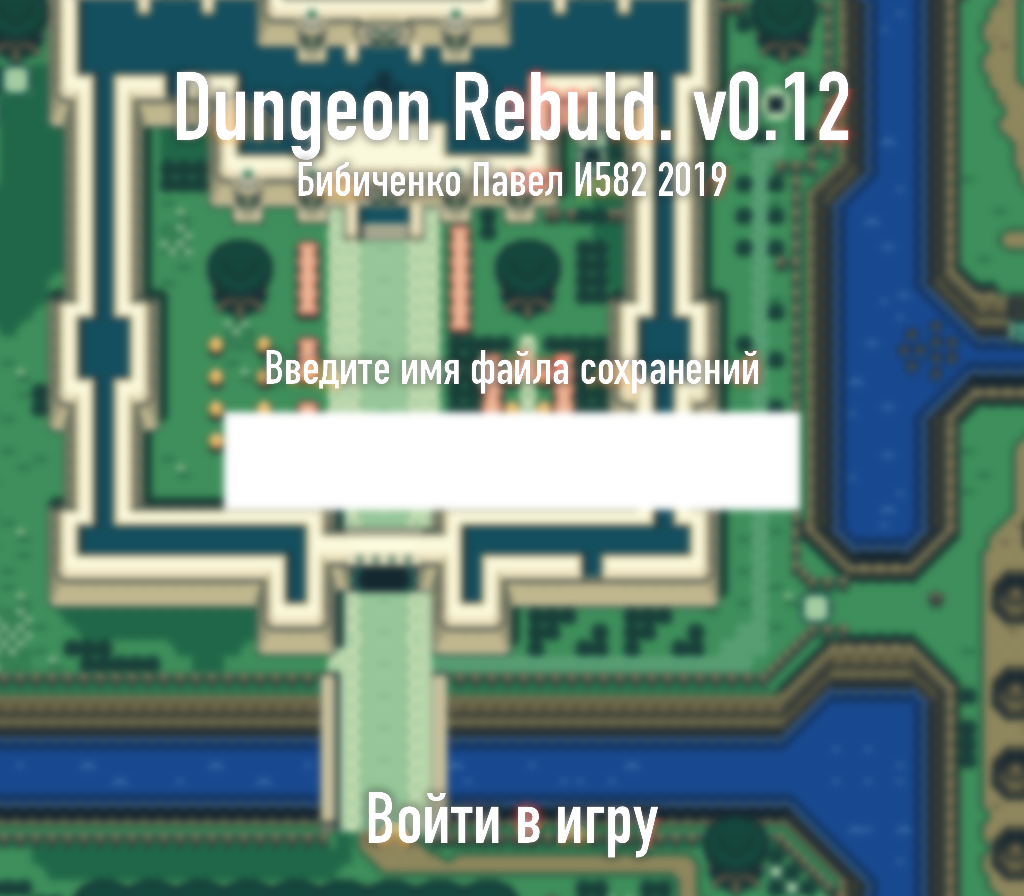 Dungeon Rebuld. v0.12
Бибиченко Павел И582 2019
Введите имя файла сохранений
Войти в игру